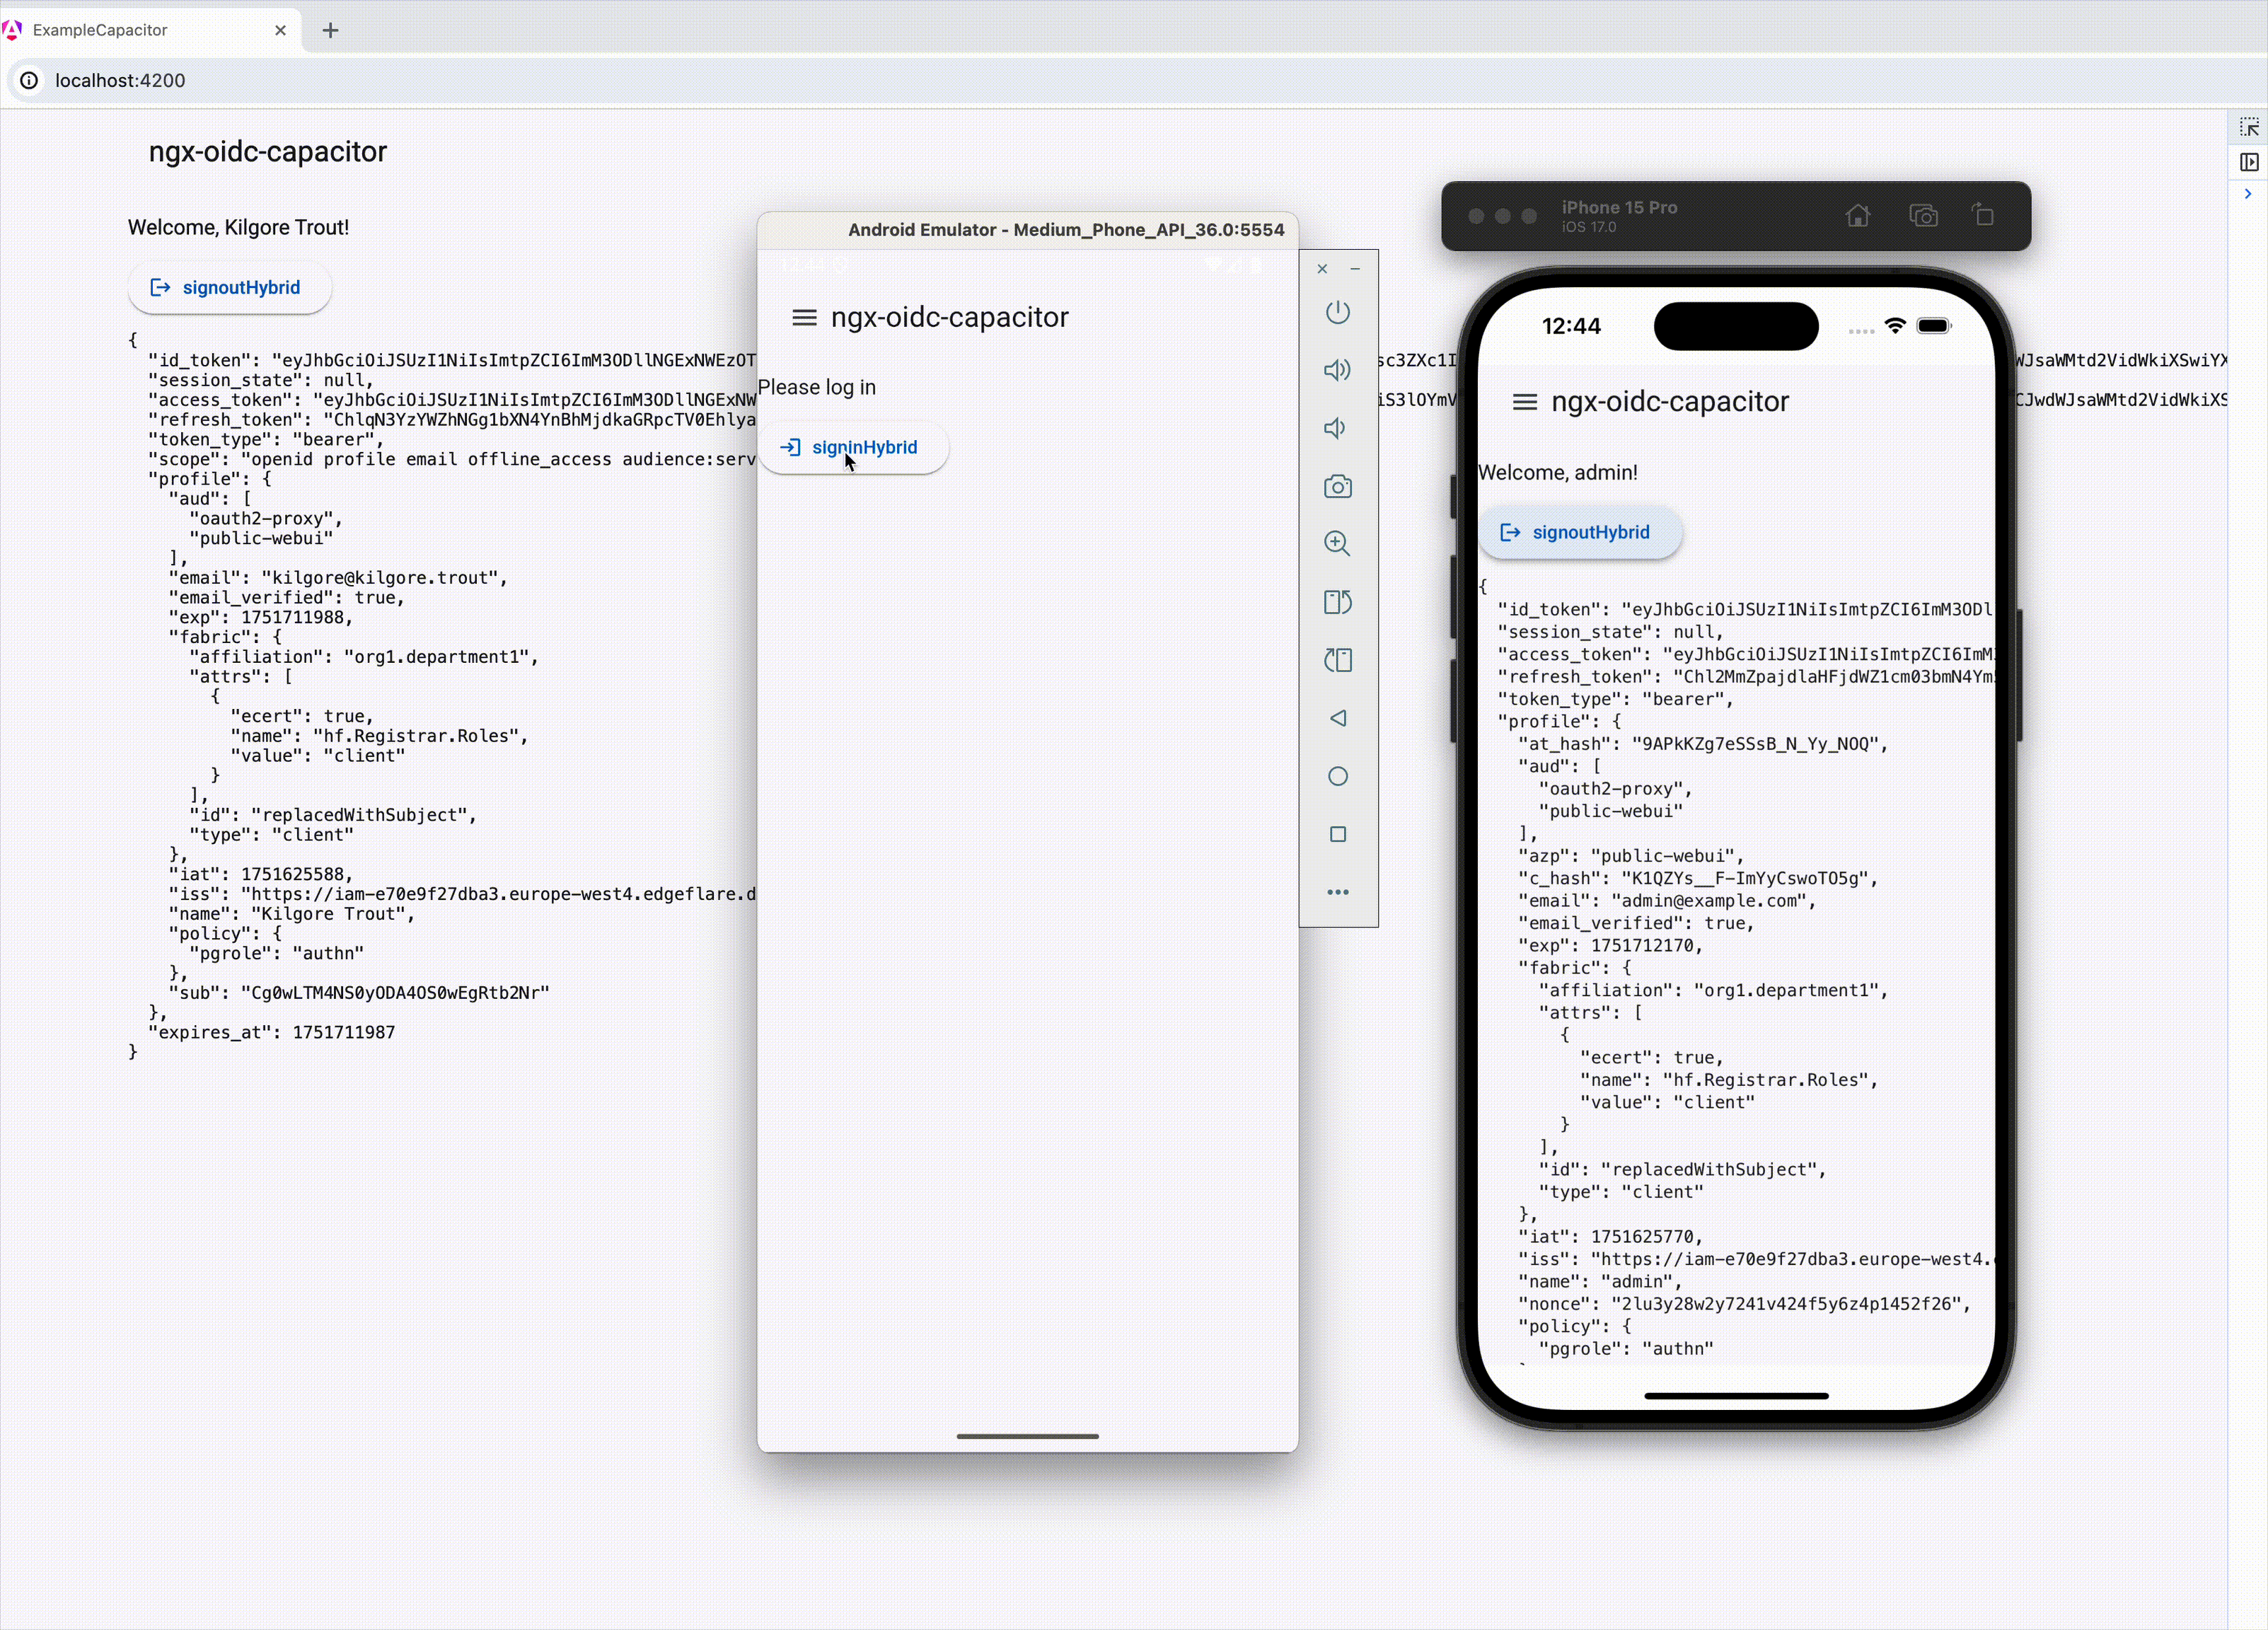 ExampleCapacitor
localhost:4200
ngx-oidc-capacitor
Welcome, Kilgore Trout!
signoutHybrid
{
"id_token": "eyJhbGciOiJSUzI1NiIsImtpZCI6ImM3ODllNGExNWEzOT
"session_state": null,
"access_token": "eyJhbGciOiJSUzI1NiIsImtpZCI6ImM3ODllNGExNW
"refresh_token": "ChlqN3YzYWZhNGg1bXN4YnBhMjdkaGRpcTV0Ehlya
"token_type": "bearer",
"scope": "openid profile email offline_access audience:serv
"profile": {
"aud": [
"oauth2-proxy",
"public-webui"
],
"email": "kilgore@kilgore.trout",
"email_verified": true,
"exp": 1751711988,
"fabric": {
"affiliation": "org1.department1",
"attrs": [
{
"ecert": true,
"name": "hf.Registrar.Roles",
"value": "client"
}
],
"id": "replacedWithSubject",
"type": "client"
},
"iat": 1751625588,
"iss": "https://iam-e70e9f27dba3.europe-west4.edgeflare.d
"name": "Kilgore Trout",
"policy": {
"pgrole": "authn"
},
"sub": "Cg0wLTM4NS0yODA4OS0wEgRtb2Nr"
},
"expires_at": 1751711987
}
Android Emulator - Medium_Phone_API_36.0:5554
ngx-oidc-capacitor
Please log in
signinHybrid
sc3ZXc1I
iS3lOYmV
iPhone 15 Pro
iOS 17.0
12:44
ngx-oidc-capacitor
Welcome, admin!
signoutHybrid
{
"id_token": "eyJhbGciOiJSUzI1NiIsImtpZCI6ImM3ODl
"session_state": null,
"access_token": "eyJhbGciOiJSUzI1NiIsImtpZCI6ImM
"refresh_token": "Chl2MmZpajdlaHFjdWZ1cm03bmN4Ym
"token_type": "bearer",
"profile": {
"at_hash": "9APkKZg7eSSsB_N_Yy_NOQ",
"aud": [
"oauth2-proxy",
"public-webui"
],
"azp": "public-webui",
"c_hash": "K1QZYs__F-ImYyCswoTO5g",
"email": "admin@example.com",
"email_verified": true,
"exp": 1751712170,
"fabric": {
"affiliation": "org1.department1",
"attrs": [
{
"ecert": true,
"name": "hf.Registrar.Roles",
"value": "client"
}
],
"id": "replacedWithSubject",
"type": "client"
},
"iat": 1751625770,
"iss": "https://iam-e70e9f27dba3.europe-west4.
"name": "admin",
"nonce": "2lu3y28w2y7241v424f5y6z4p1452f26",
"policy": {
"pgrole": "authn"
WJsaWMtd2VidWkiXSwiYX
CJwdWJsaWMtd2VidWkiXS